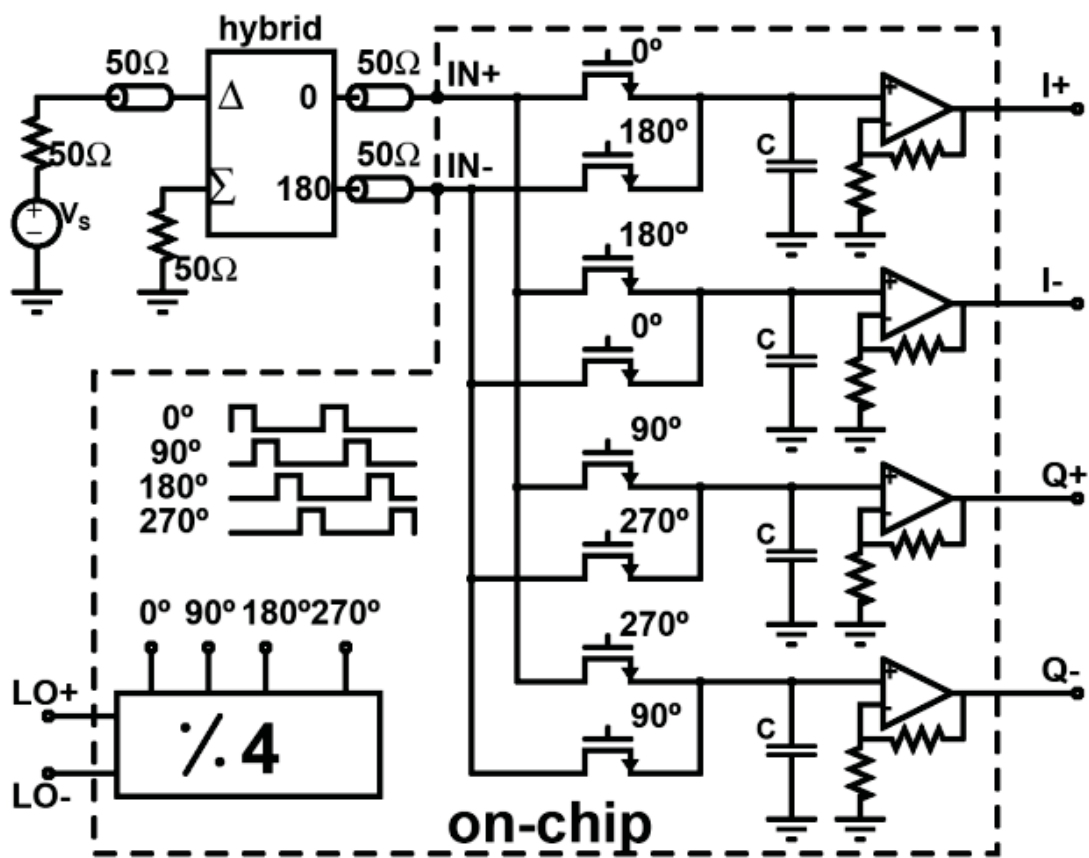 hybrid
50Ω
50Ω
IN+
0º
Δ
0
+
-
I+
50Ω
180º
C
50Ω
IN-
Σ
180
+
−
Vs
50Ω
180º
+
-
I-
0º
C
0º
90º
180º
270º
90º
+
-
Q+
270º
C
0º 90º 180º 270º
270º
+
-
Q-
LO+
90º
C
٪ 4
LO-
on-chip